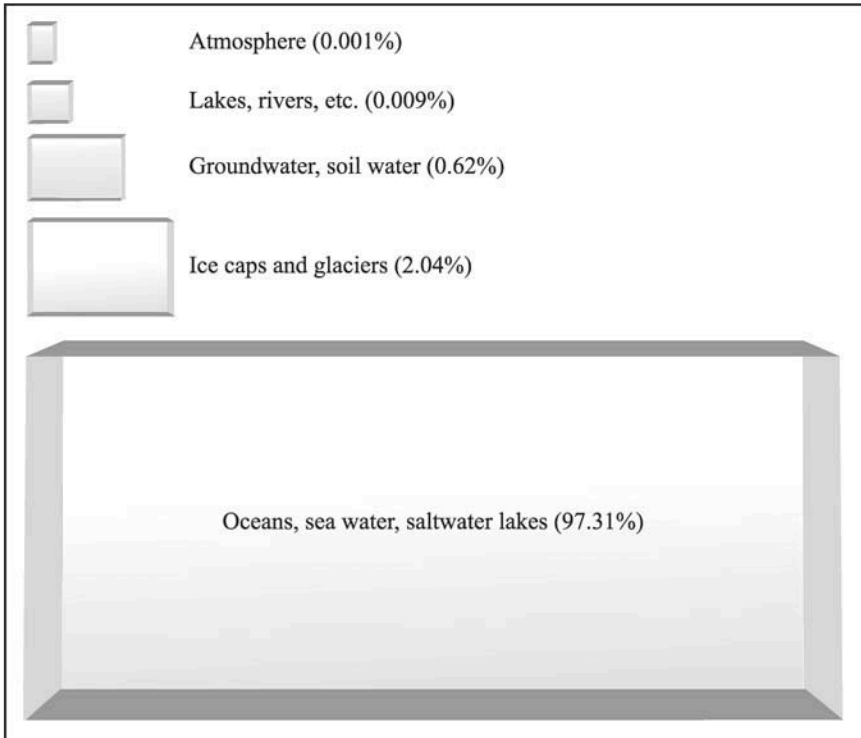 Atmosphere (0.001%)
Lakes, rivers, etc. (0.009%)
Groundwater, soil water (0.62%)
Ice caps and glaciers (2.04%)
Oceans, sea water, saltwater lakes (97.31%)